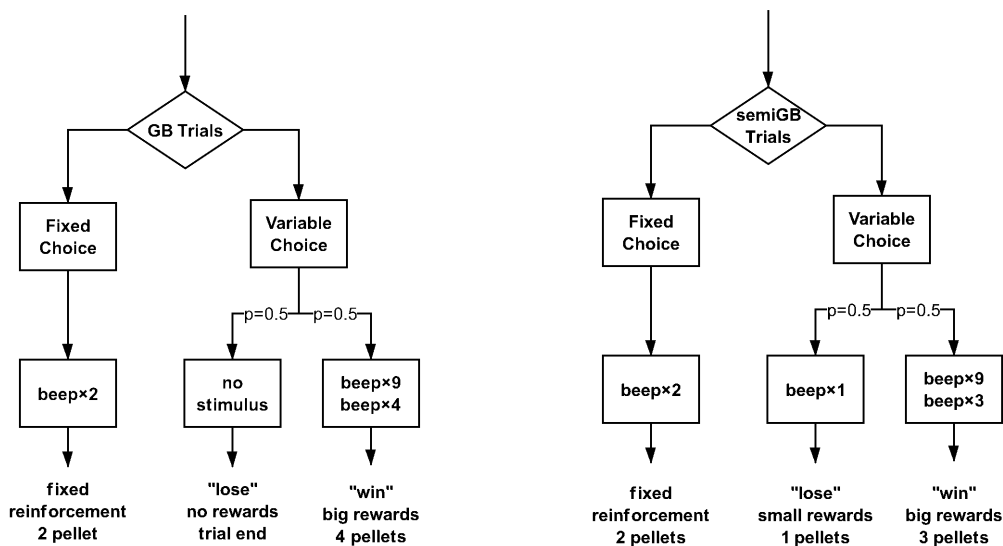 GB Trials
Fixed
Choice
Variable
Choice
p=0.5
p=0.5
beep×2
no
stimulus
beep×9
beep×4
fixed
reinforcement
2 pellet
"lose"
no rewards
trial end
"win"
big rewards
4 pellets
semiGB
Trials
Fixed
Choice
Variable
Choice
p=0.5
p=0.5
beep×2
beep×1
beep×9
beep×3
fixed
reinforcement
2 pellets
"lose"
small rewards
1 pellets
"win"
big rewards
3 pellets